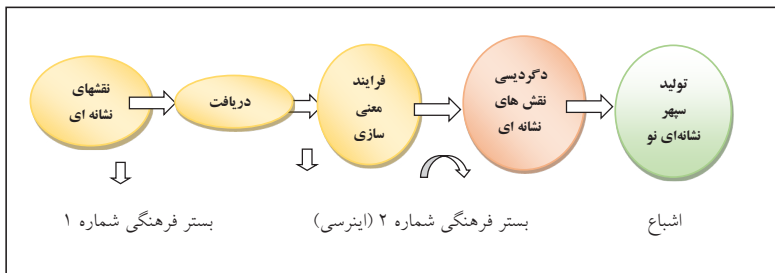 نقشهای
نشانه ای
دریافت
فرایند
معنی
سازی
دگردیسی
نقش های
نشانه ای
تولید
سپهر
نشانه‌ای نو
بستر فرهنگی شماره ۱
بستر فرهنگی شماره ۲ (اینرسی)
اشباع